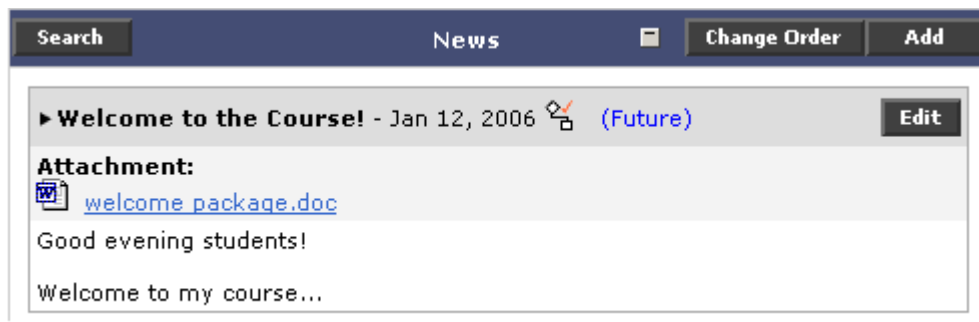 Search News Change Order Add
Welcome to the Course! - Jan 12, 2006 (Future) Edit
Attachment:
welcome package.doc
Good evening students!
Welcome to my course...